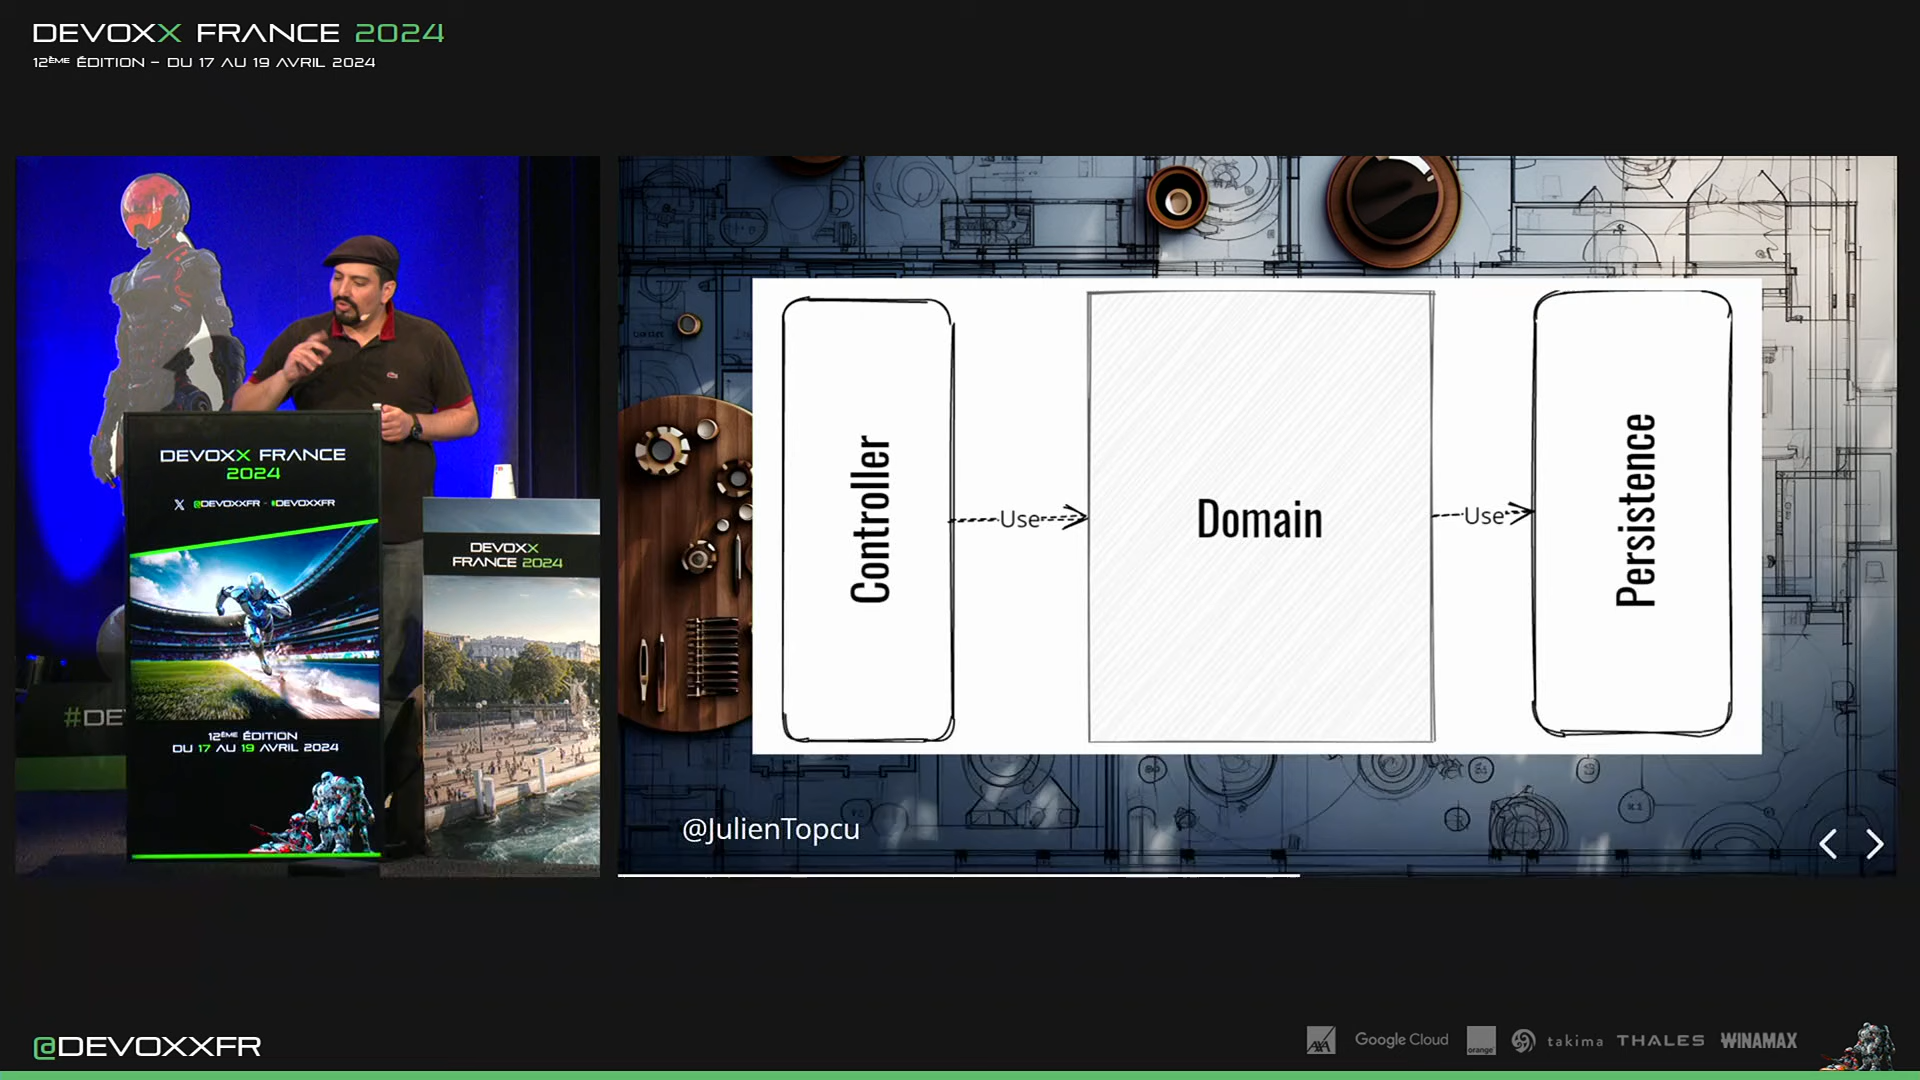 DEVOXX FRANCE 2024
12ÈME ÉDITION - DU 17 AU 19 AVRIL 2024
DEVOXX FRANCE
2024
@DEVOXXFR - #DEVOXXFR
12ÈME ÉDITION
DU 17 AU 19 AVRIL 2024
#DE
DEVOXX
FRANCE 2024
Controller
Use
Domain
Use
Persistence
@JulienTopcu
@DEVOXXFR
AXA
Google Cloud
orange
takima
THALES
WINAMAX